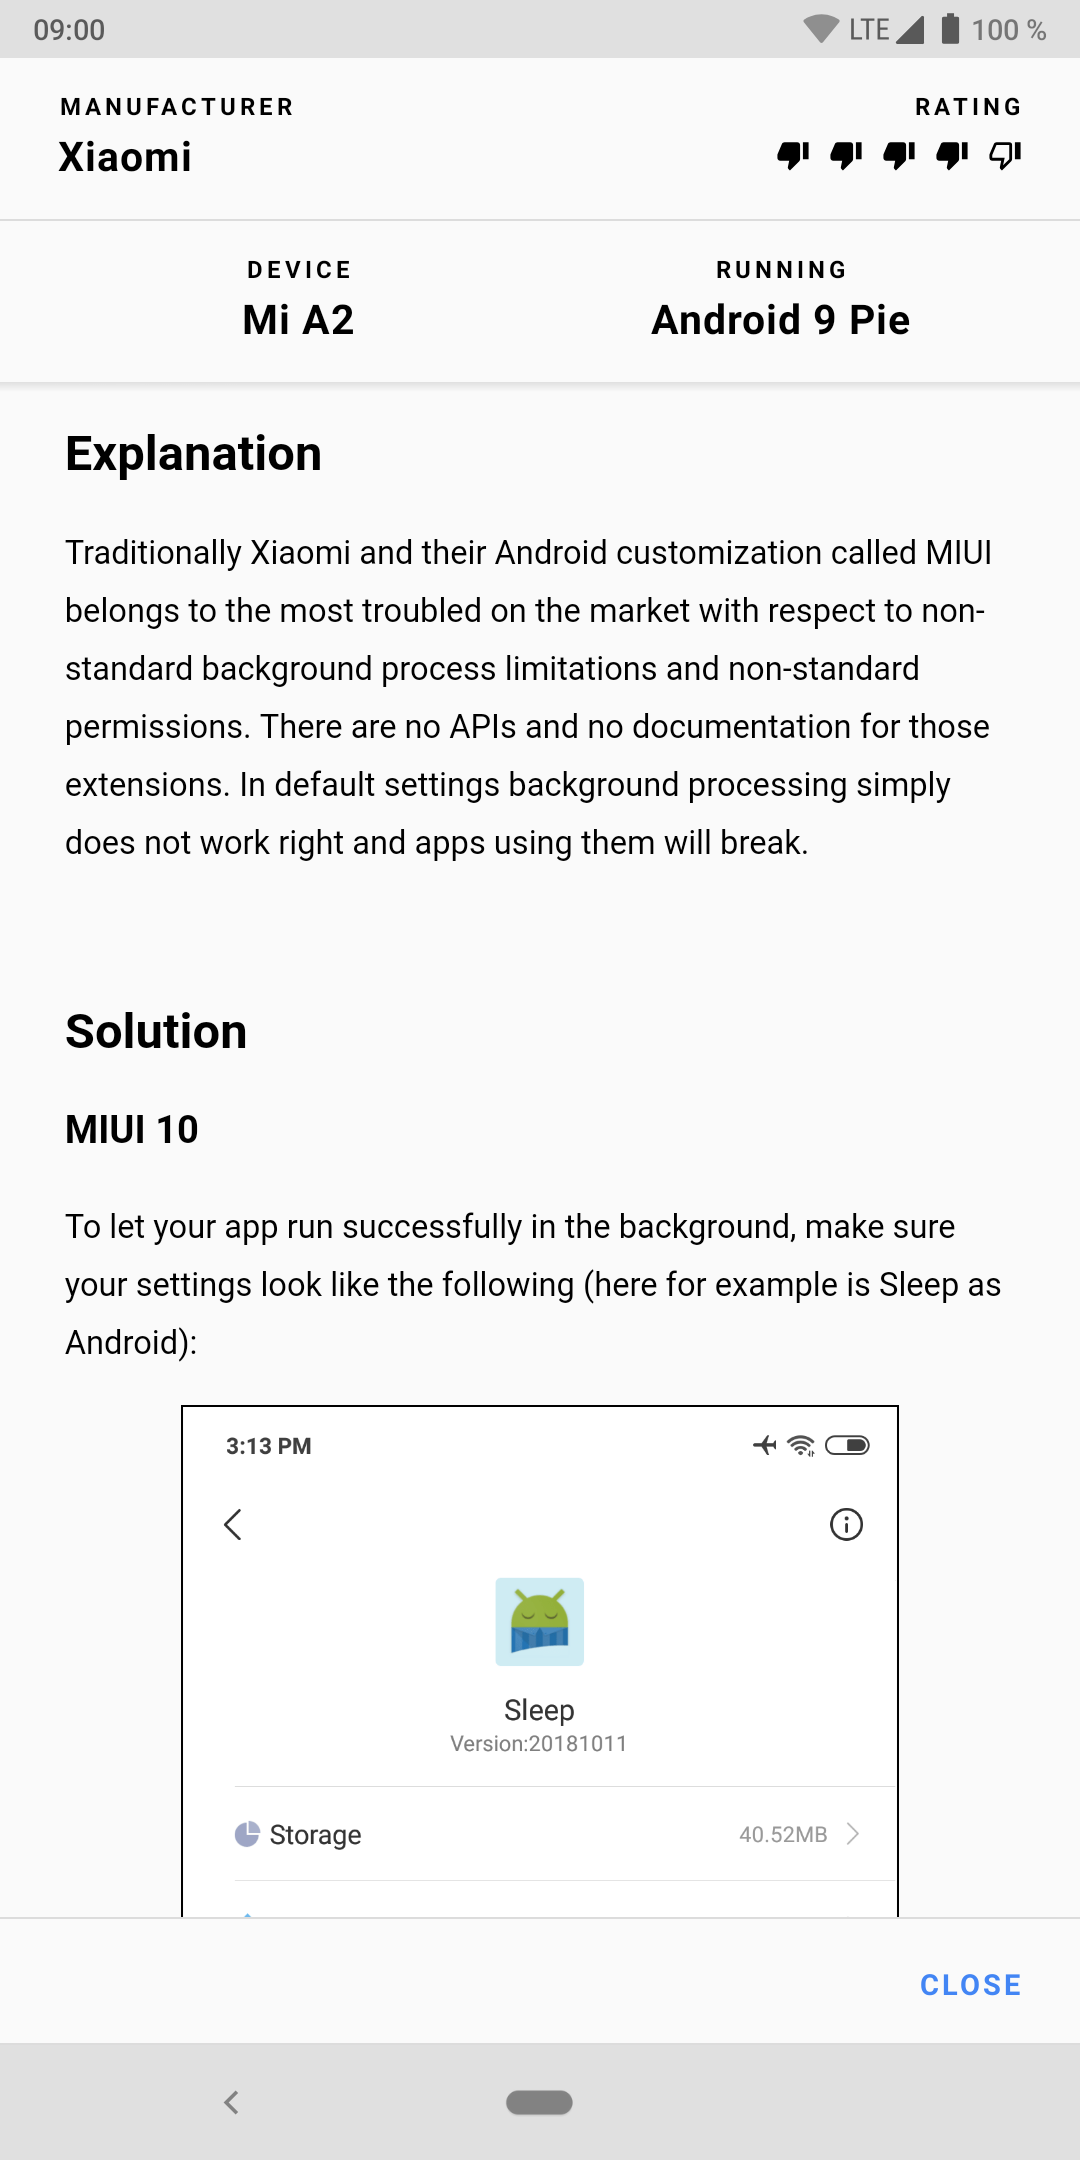 09:00
LTE 100 %
MANUFACTURER
RATING
Xiaomi
DEVICE
RUNNING
Mi A2
Android 9 Pie
Explanation
Traditionally Xiaomi and their Android customization called MIUI
belongs to the most troubled on the market with respect to non-
standard background process limitations and non-standard
permissions. There are no APIs and no documentation for those
extensions. In default settings background processing simply
does not work right and apps using them will break.
Solution
MIUI 10
To let your app run successfully in the background, make sure
your settings look like the following (here for example is Sleep as
Android):
3:13 PM
Sleep
Version:20181011
Storage
40.52MB
CLOSE